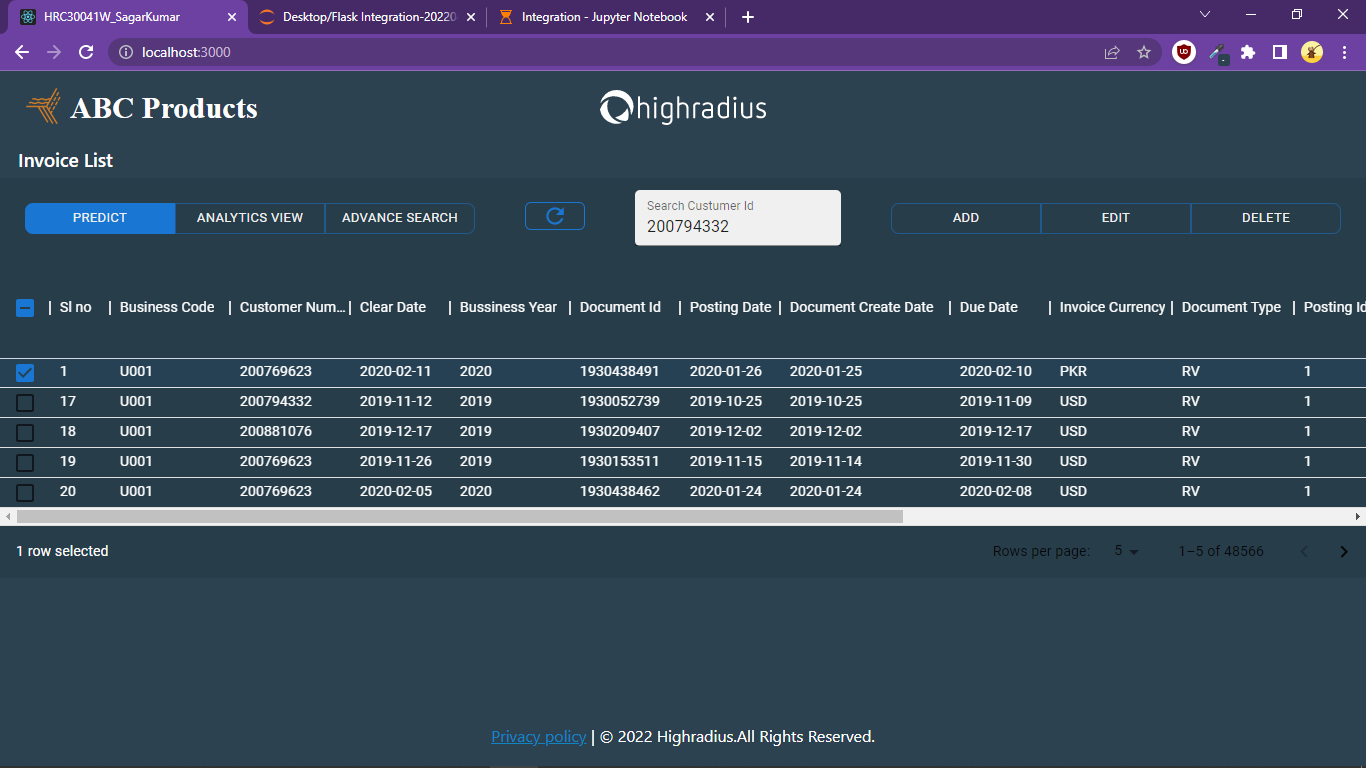 HRC30041W_SagarKumar
Desktop/Flask Integration-20220
Integration - Jupyter Notebook
localhost:3000
ABC Products
highradius
Invoice List
PREDICT ANALYTICS VIEW ADVANCE SEARCH
Search Custumer Id
200794332
ADD EDIT DELETE
Sl no | Business Code | Customer Num... | Clear Date | Bussiness Year | Document Id | Posting Date | Document Create Date | Due Date | Invoice Currency | Document Type | Posting Id
1 U001 200769623 2020-02-11 2020 1930438491 2020-01-26 2020-01-25 2020-02-10 PKR RV 1
17 U001 200794332 2019-11-12 2019 1930052739 2019-10-25 2019-10-25 2019-11-09 USD RV 1
18 U001 200881076 2019-12-17 2019 1930209407 2019-12-02 2019-12-02 2019-12-17 USD RV 1
19 U001 200769623 2019-11-26 2019 1930153511 2019-11-15 2019-11-14 2019-11-30 USD RV 1
20 U001 200769623 2020-02-05 2020 1930438462 2020-01-24 2020-01-24 2020-02-08 USD RV 1
1 row selected
Rows per page: 5 1–5 of 48566
Privacy policy | © 2022 Highradius.All Rights Reserved.